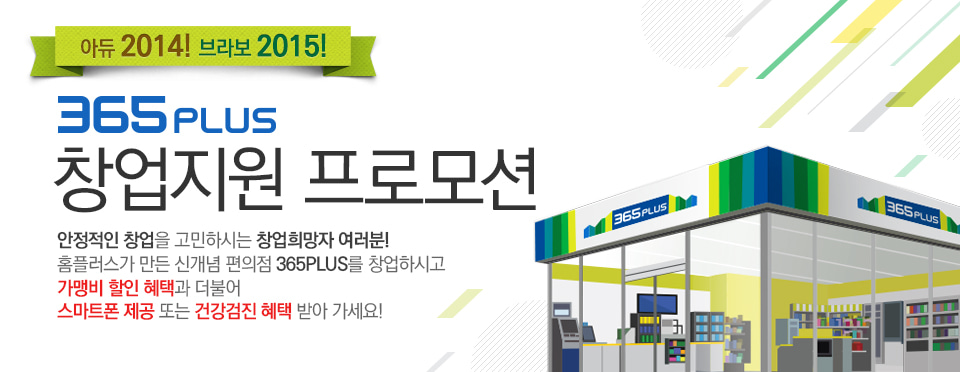 아듀 2014! 브라보 2015!
365PLUS
창업지원 프로모션
안정적인 창업을 고민하시는 창업희망자 여러분!
홈플러스가 만든 신개념 편의점 365PLUS를 창업하시고
가맹비 할인 혜택과 더불어
스마트폰 제공 또는 건강검진 혜택 받아 가세요!
365PLUS
365PLUS